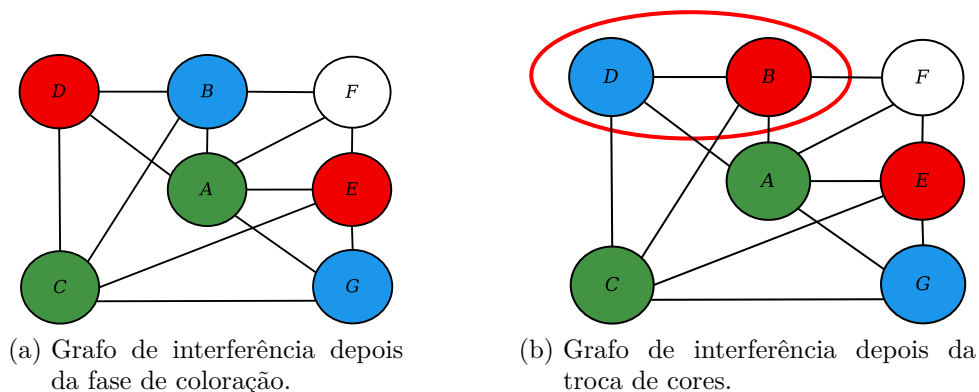 D B F
A E
C G
(a) Grafo de interferência depois
da fase de coloração.
D B F
A E
C G
(b) Grafo de interferência depois da
troca de cores.